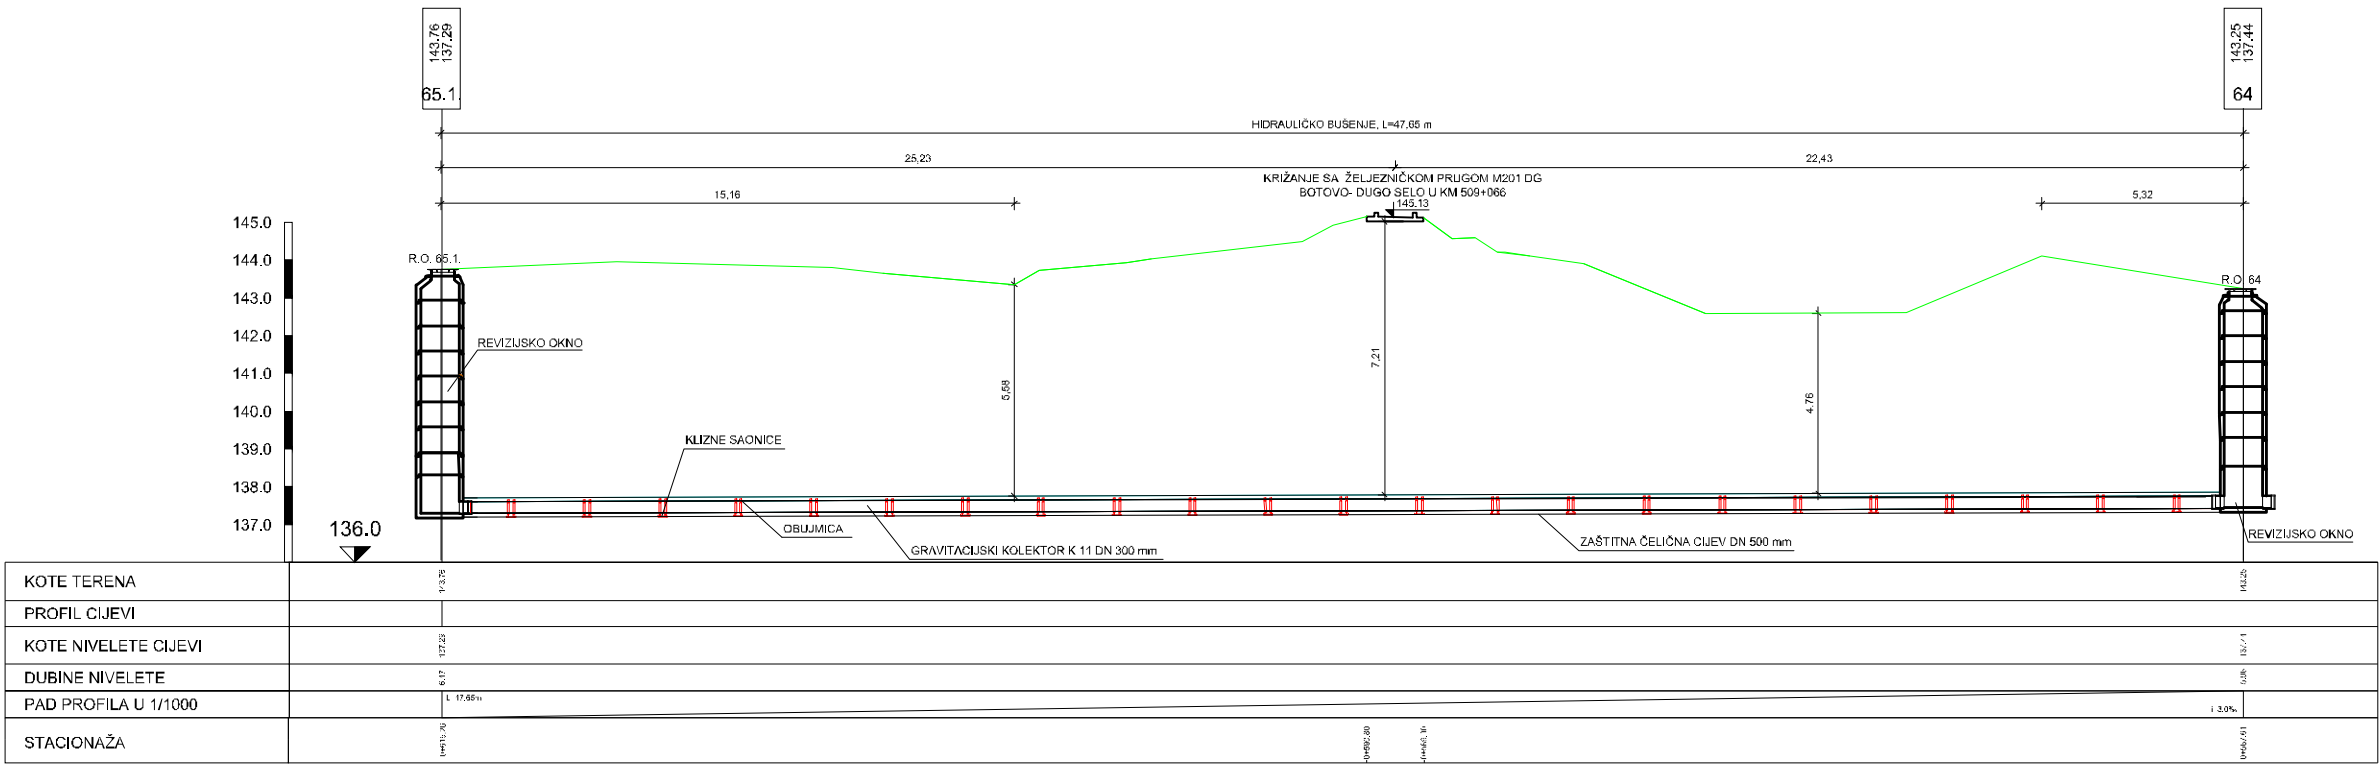 143.76
137.29
65.1.
143.25
137.44
64
HIDRAULIČKO BUŠENJE, L=47,65 m
25,23
22,43
KRIŽANJE SA ŽELJEZNIČKOM PRUGOM M201 DG
BOTOVO- DUGO SELO U KM 509+066
15,16
5,32
145.13
145.0
144.0
143.0
142.0
141.0
140.0
139.0
138.0
137.0
136.0
R.O. 65.1.
R.O. 64
REVIZIJSKO OKNO
5,58
7,21
4.76
KLIZNE SAONICE
OBUJMICA
GRAVITACIJSKI KOLEKTOR K 11 DN 300 mm
ZAŠTITNA ČELIČNA CIJEV DN 500 mm
REVIZIJSKO OKNO
KOTE TERENA
143.76
143.25
PROFIL CIJEVI
KOTE NIVELETE CIJEVI
137.29
DUBINE NIVELETE
PAD PROFILA U 1/1000
STACIONAŽA